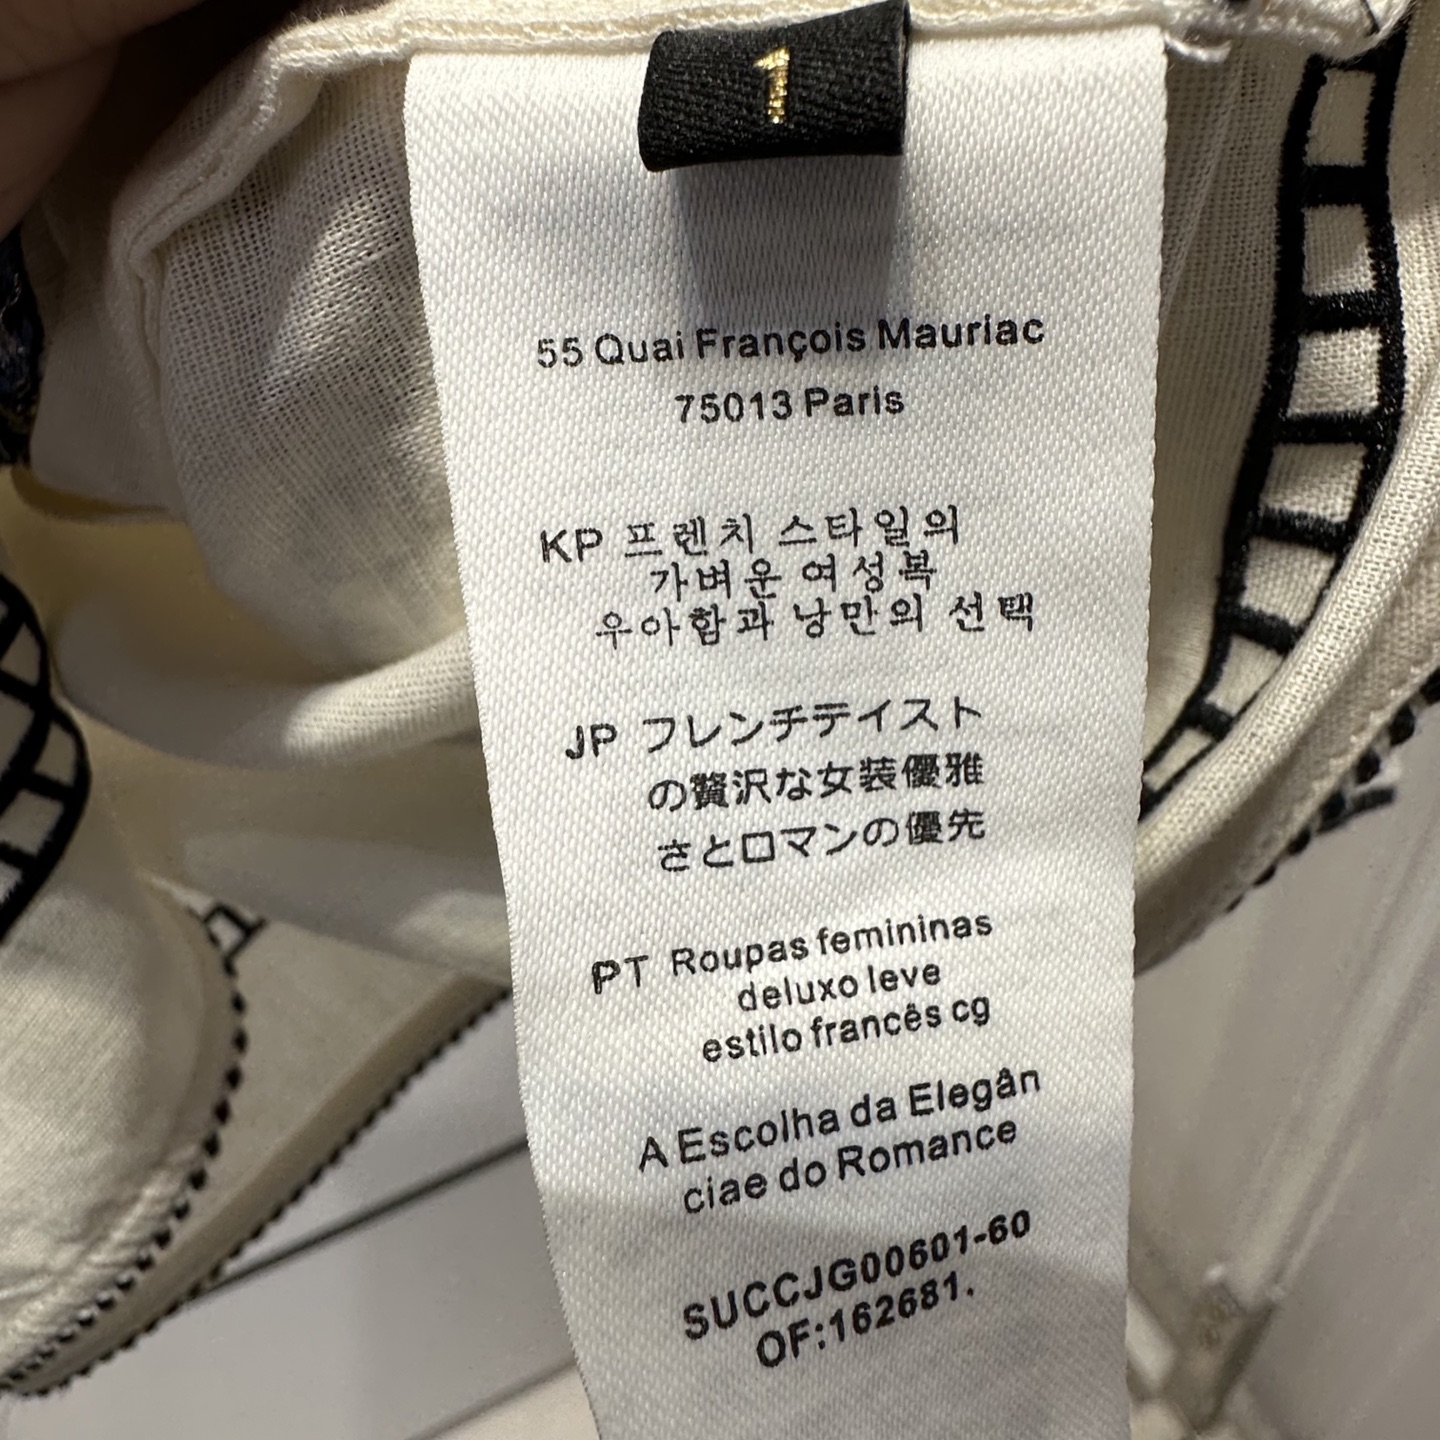 1
55 Quai François Mauriac
75013 Paris
KP 프렌치 스타일의
가벼운 여성복
우아함과 낭만의 선택
JP フレンチテイスト
の贅沢な女装優雅
さとロマンの優先
PT Roupas femininas
deluxo leve
estilo francês cg
A Escolha da Elegân
ciae do Romance
SUCCJG00601-60
OF:162681.